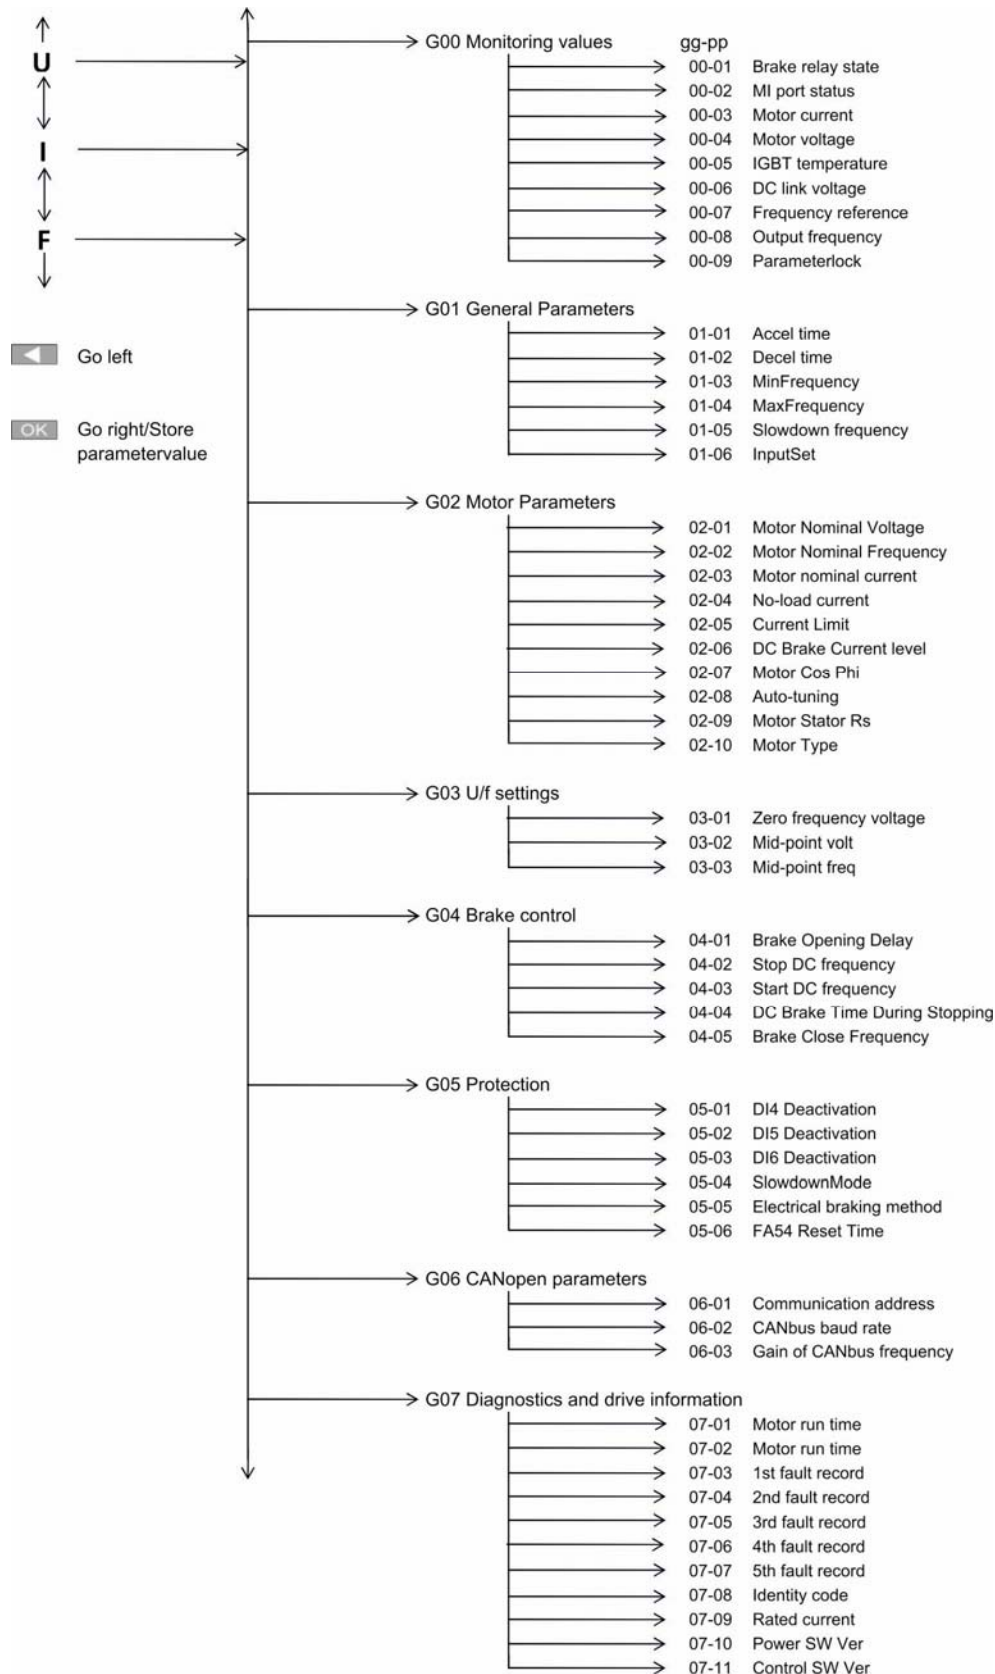 U
I
F
Go left
OK Go right/Store
parametervalue
G00 Monitoring values gg-pp
00-01 Brake relay state
00-02 MI port status
00-03 Motor current
00-04 Motor voltage
00-05 IGBT temperature
00-06 DC link voltage
00-07 Frequency reference
00-08 Output frequency
00-09 Parameterlock
G01 General Parameters
01-01 Accel time
01-02 Decel time
01-03 MinFrequency
01-04 MaxFrequency
01-05 Slowdown frequency
01-06 InputSet
G02 Motor Parameters
02-01 Motor Nominal Voltage
02-02 Motor Nominal Frequency
02-03 Motor nominal current
02-04 No-load current
02-05 Current Limit
02-06 DC Brake Current level
02-07 Motor Cos Phi
02-08 Auto-tuning
02-09 Motor Stator Rs
02-10 Motor Type
G03 U/f settings
03-01 Zero frequency voltage
03-02 Mid-point volt
03-03 Mid-point freq
G04 Brake control
04-01 Brake Opening Delay
04-02 Stop DC frequency
04-03 Start DC frequency
04-04 DC Brake Time During Stopping
04-05 Brake Close Frequency
G05 Protection
05-01 DI4 Deactivation
05-02 DI5 Deactivation
05-03 DI6 Deactivation
05-04 SlowdownMode
05-05 Electrical braking method
05-06 FA54 Reset Time
G06 CANopen parameters
06-01 Communication address
06-02 CANbus baud rate
06-03 Gain of CANbus frequency
G07 Diagnostics and drive information
07-01 Motor run time
07-02 Motor run time
07-03 1st fault record
07-04 2nd fault record
07-05 3rd fault record
07-06 4th fault record
07-07 5th fault record
07-08 Identity code
07-09 Rated current
07-10 Power SW Ver
07-11 Control SW Ver